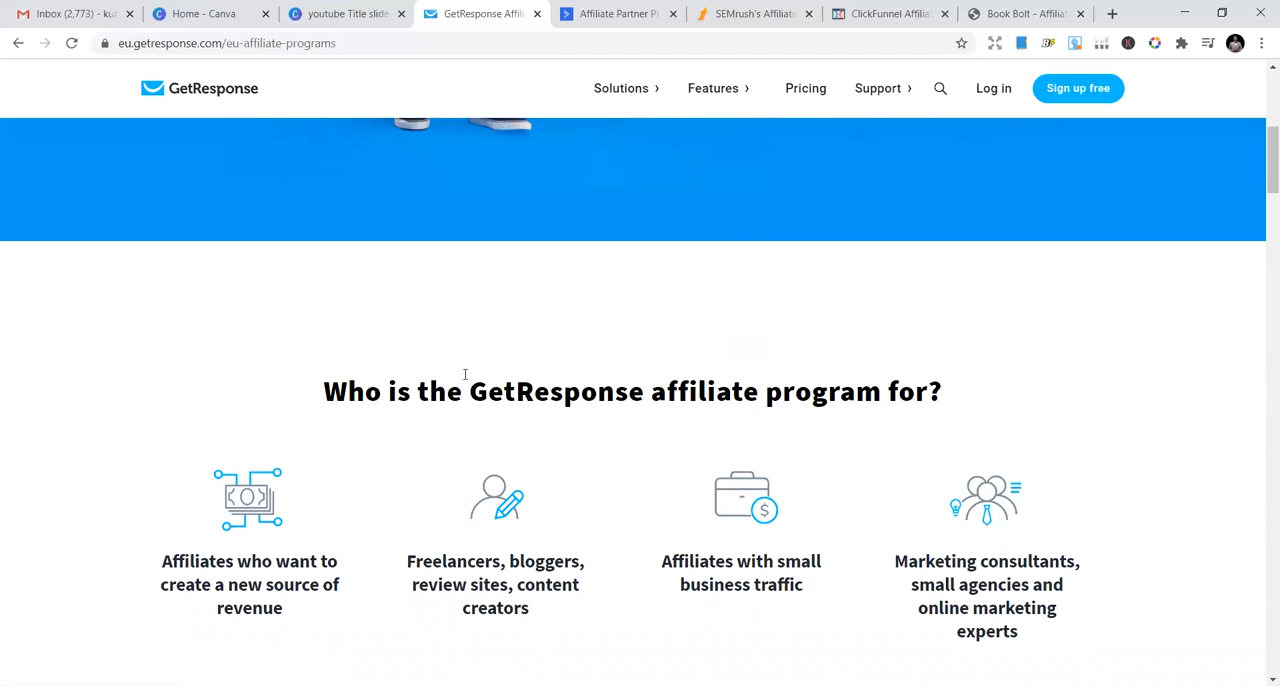 Inbox (2,773) - kur
Home - Canva
youtube Title slide
GetResponse Affil
Affiliate Partner Pr
SEMrush's Affiliate
ClickFunnel Affilia
Book Bolt - Affilia
eu.getresponse.com/eu-affiliate-programs
GetResponse
Solutions
Features
Pricing
Support
Log in
Sign up free
Who is the GetResponse affiliate program for?
Affiliates who want to
create a new source of
revenue
Freelancers, bloggers,
review sites, content
creators
Affiliates with small
business traffic
Marketing consultants,
small agencies and
online marketing
experts